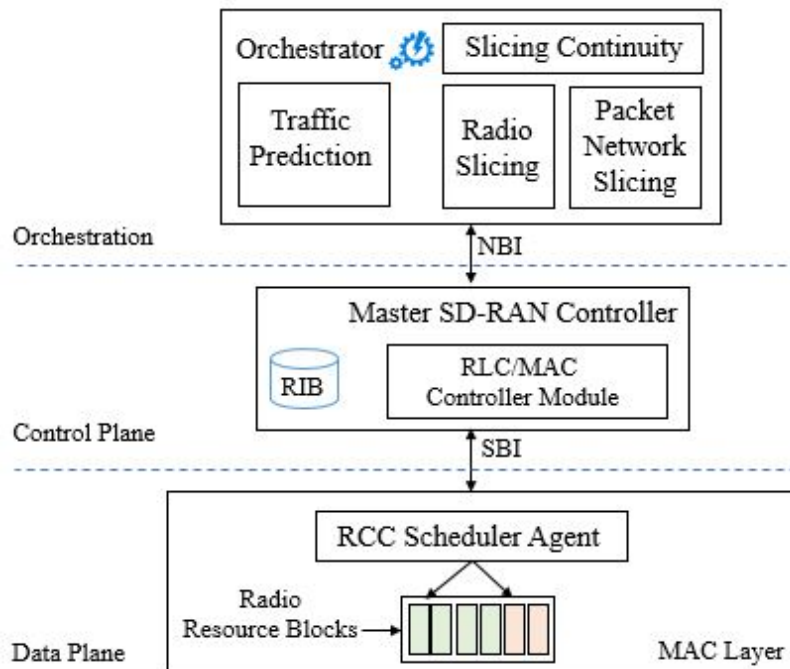 Orchestrator
Slicing Continuity
Traffic
Prediction
Radio
Slicing
Packet
Network
Slicing
Orchestration
NBI
Master SD-RAN Controller
RIB
RLC/MAC
Controller Module
Control Plane
SBI
RCC Scheduler Agent
Radio
Resource Blocks
Data Plane
MAC Layer